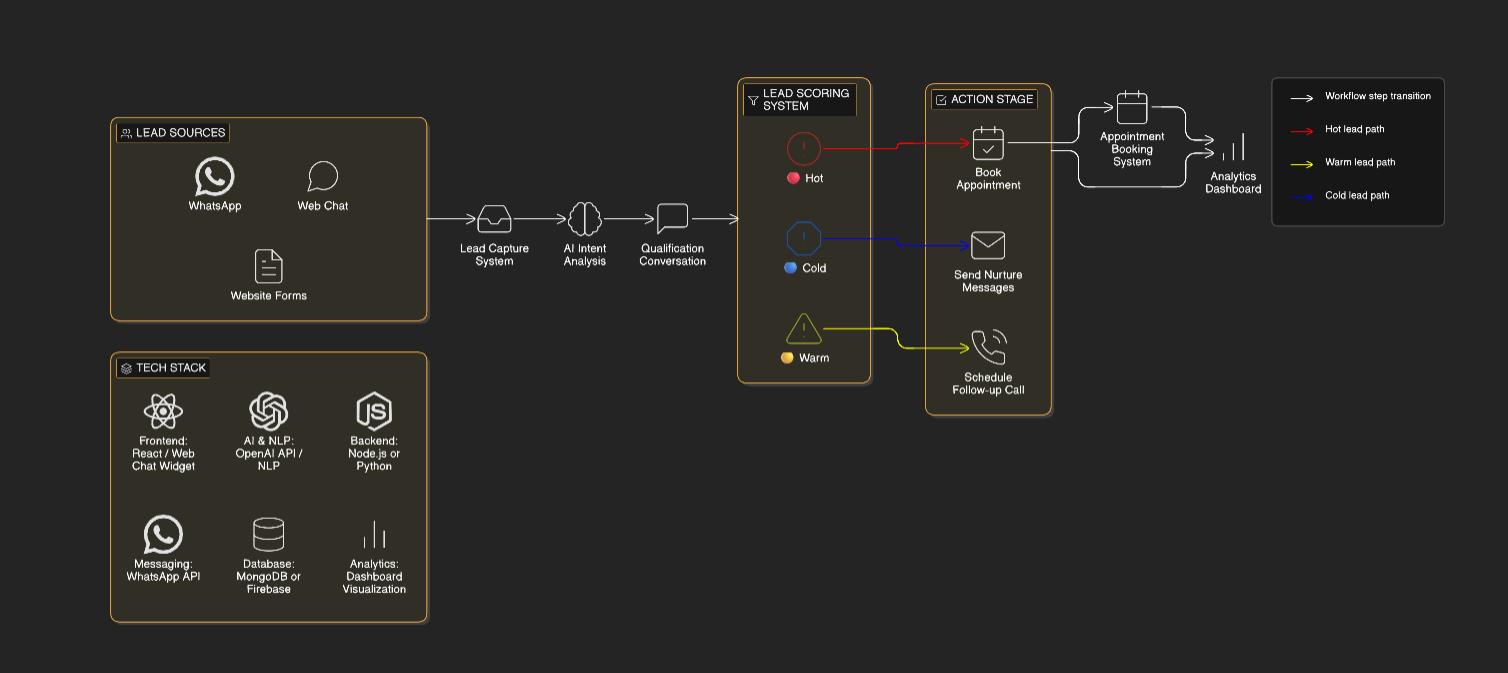 LEAD SOURCES
WhatsApp
Web Chat
Website Forms
TECH STACK
Frontend:
React / Web
Chat Widget
AI & NLP:
OpenAI API /
NLP
Backend:
Node.js or
Python
Messaging:
WhatsApp API
Database:
MongoDB or
Firebase
Analytics:
Dashboard
Visualization
Lead Capture
System
AI Intent
Analysis
Qualification
Conversation
LEAD SCORING
SYSTEM
Hot
Cold
Warm
ACTION STAGE
Book
Appointment
Send Nurture
Messages
Schedule
Follow-up Call
Appointment
Booking
System
Analytics
Dashboard
Workflow step transition
Hot lead path
Warm lead path
Cold lead path